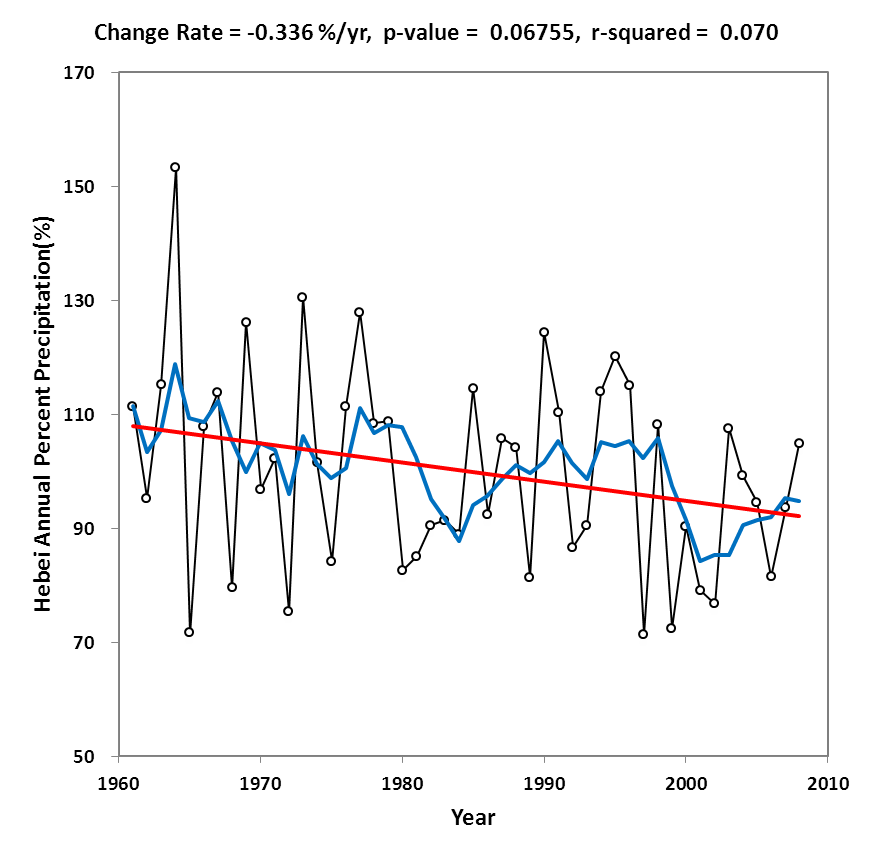 Change Rate = -0.336 %/yr, p-value = 0.06755, r-squared = 0.070
Hebei Annual Percent Precipitation(%)
170
150
130
110
90
70
50
1960 1970 1980 1990 2000 2010
Year